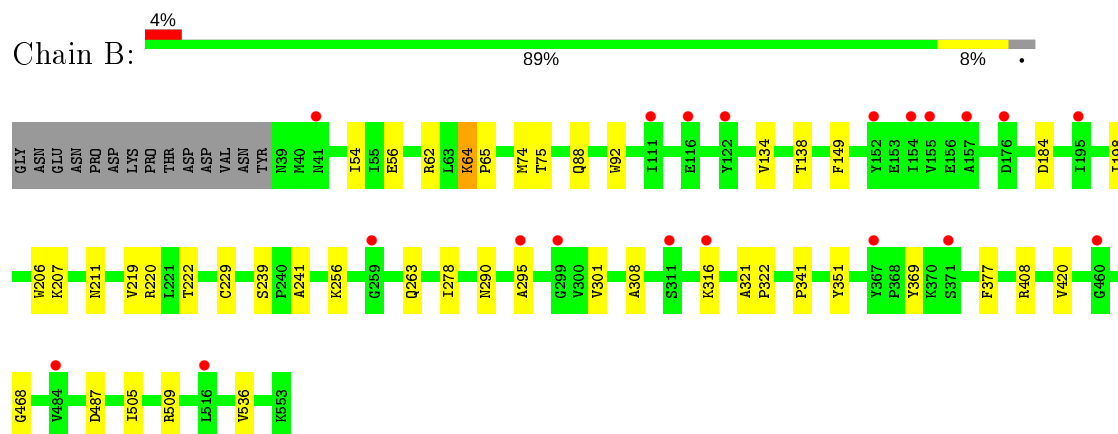 4%
Chain B:
89% 8% •
GLY ASN GLU ASN PRO ASP LYS PRO THR ASP ASP VAL ASN TYR N39 M40 N41 I54 I55 E56 R62 L63 K64 P65 M74 T75 Q88 W92 I111 E116 Y122 V134 T138 F149 Y152 E153 I154 V155 E156 A157 D176 D184 I195 I198
W206 K207 N211 V219 R220 L221 T222 C229 S239 P240 A241 K256 G259 Q263 I278 N290 A295 G299 V300 V301 A308 S311 K316 A321 P322 P341 Y351 Y367 P368 Y369 K370 S371 F377 R408 V420 G460
G468 V484 D487 I505 R509 L516 V536 K553